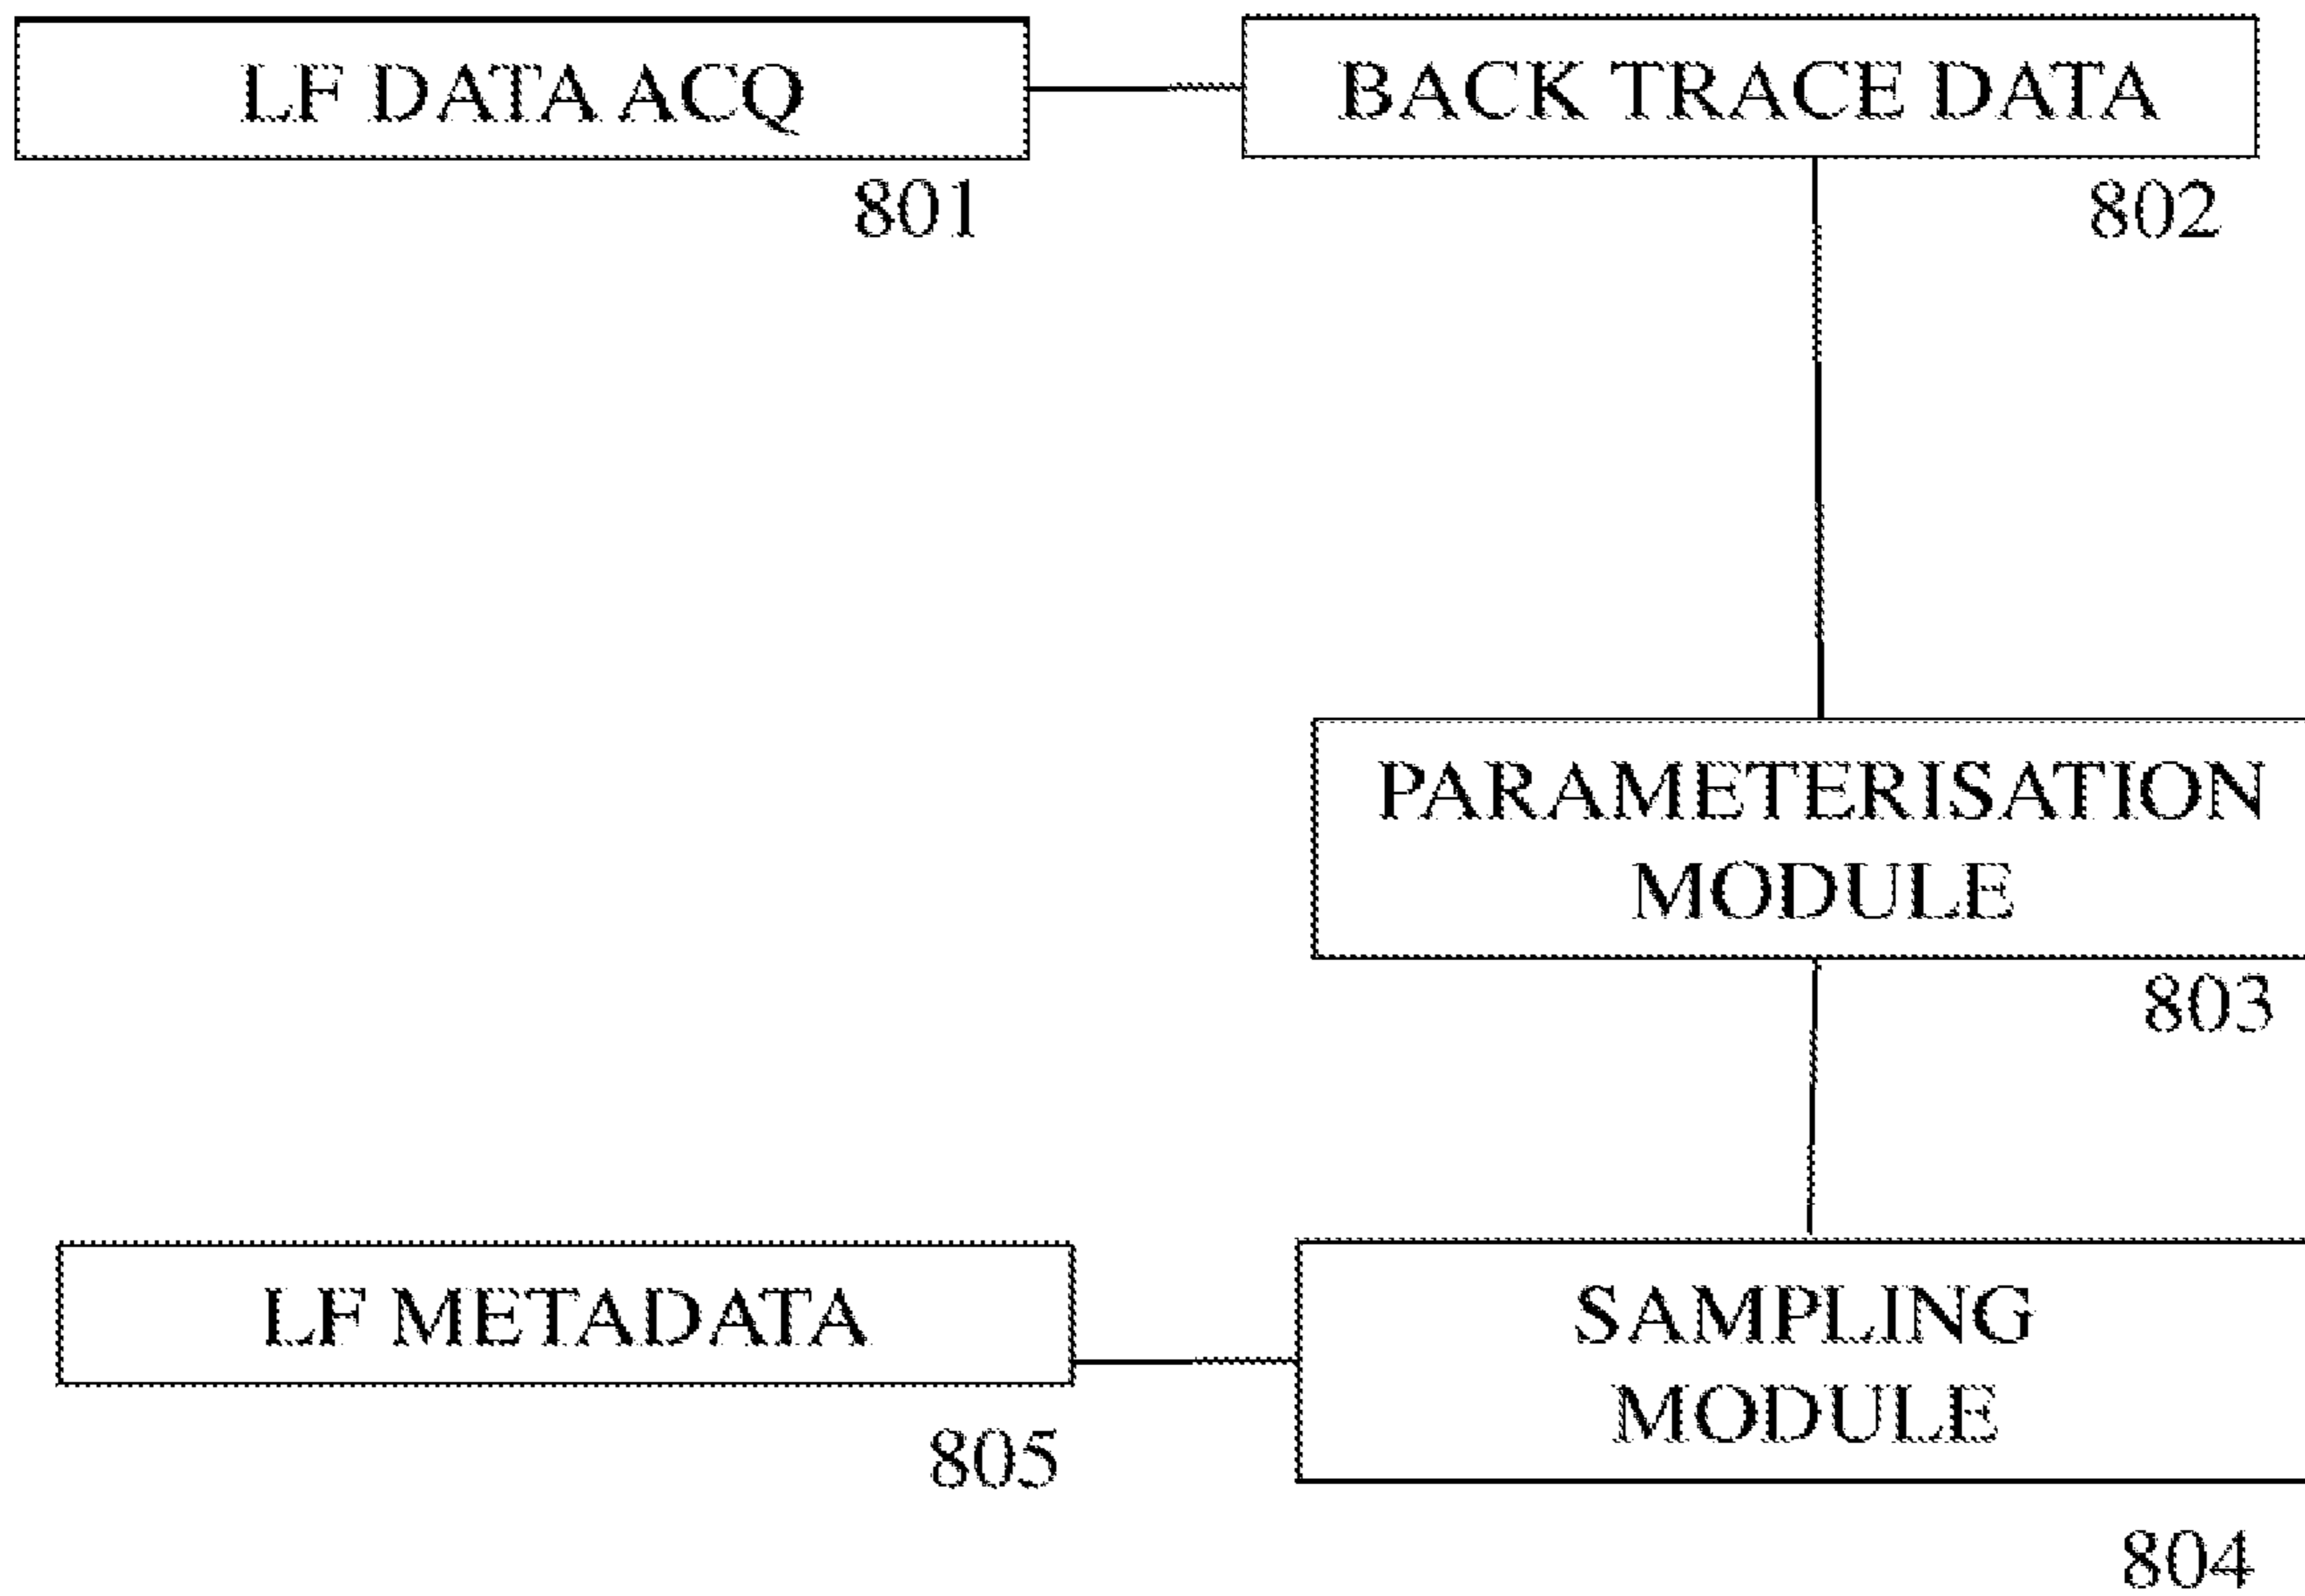 LF DATA ACQ
801
BACK TRACE DATA
802
PARAMETERISATION
MODULE
803
SAMPLING
MODULE
804
LF METADATA
805